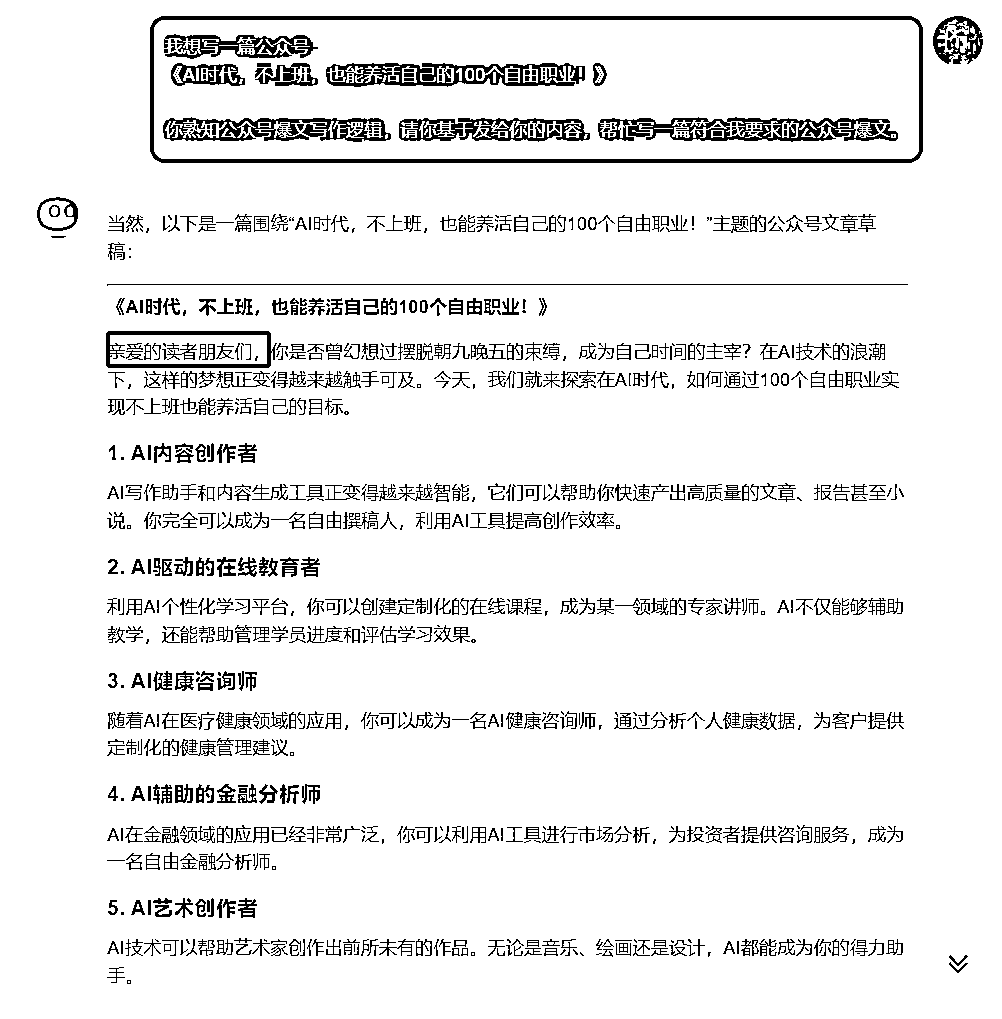 我想写一篇公众号
《AI时代，不上班，也能养活自己的100个自由职业！》
你熟知公众号爆文写作逻辑，请你基于发给你的内容，帮忙写一篇符合我要求的公众号爆文。
当然，以下是一篇围绕“AI时代，不上班，也能养活自己的100个自由职业！”主题的公众号文章草
稿：
《AI时代，不上班，也能养活自己的100个自由职业！》
亲爱的读者朋友们，你是否曾幻想过摆脱朝九晚五的束缚，成为自己时间的主宰？在AI技术的浪潮
下，这样的梦想正变得越来越触手可及。今天，我们就来探索在AI时代，如何通过100个自由职业实
现不上班也能养活自己的目标。
1. AI内容创作者
AI写作助手和内容生成工具正变得越来越智能，它们可以帮助你快速产出高质量的文章、报告甚至小
说。你完全可以成为一名自由撰稿人，利用AI工具提高创作效率。
2. AI驱动的在线教育者
利用AI个性化学习平台，你可以创建定制化的在线课程，成为某一领域的专家讲师。AI不仅能够辅助
教学，还能帮助管理学员进度和评估学习效果。
3. AI健康咨询师
随着AI在医疗健康领域的应用，你可以成为一名AI健康咨询师，通过分析个人健康数据，为客户提供
定制化的健康管理建议。
4. AI辅助的金融分析师
AI在金融领域的应用已经非常广泛，你可以利用AI工具进行市场分析，为投资者提供咨询服务，成为
一名自由金融分析师。
5. AI艺术创作者
AI技术可以帮助艺术家创作出前所未有的作品。无论是音乐、绘画还是设计，AI都能成为你的得力助
手。